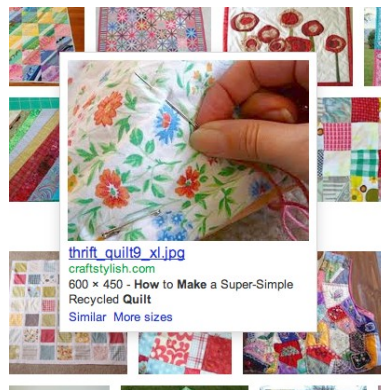 thrift_quilt9_xl.jpg
craftstylish.com
600 × 450 - How to Make a Super-Simple
Recycled Quilt
Similar More sizes